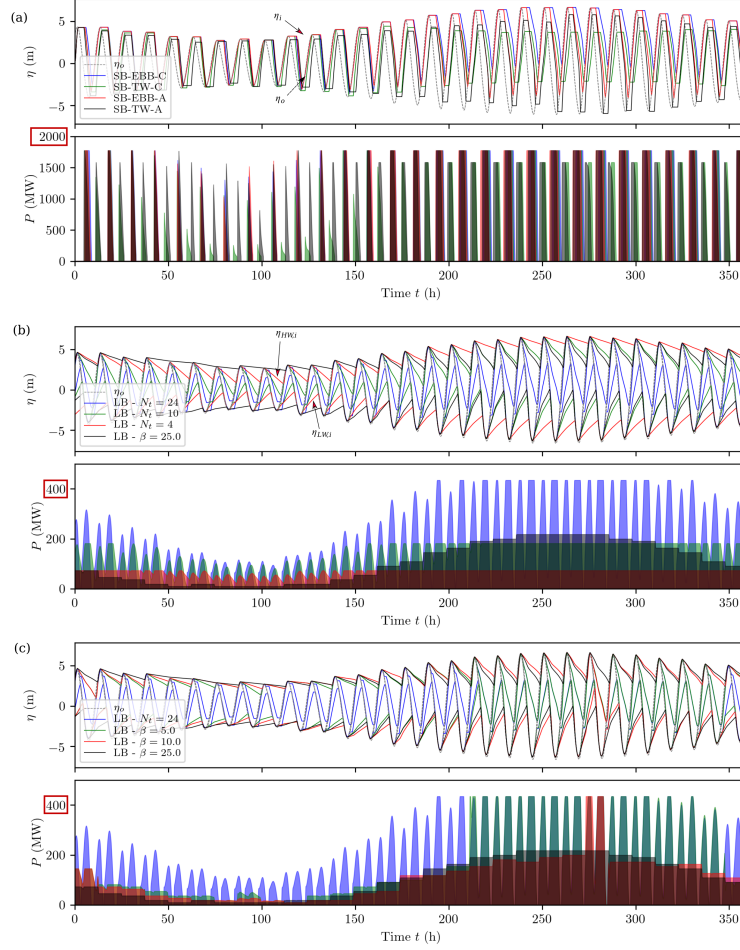 (a)
η (m)
5
0
−5
η_i
η_o
η_o
SB-EBB-C
SB-TW-C
SB-EBB-A
SB-TW-A
P (MW)
2000
1500
1000
500
0
0 50 100 150 200 250 300 350
Time t (h)
(b)
η (m)
5
0
−5
η_{HW,i}
η_{LW,i}
η_o
LB - N_t = 24
LB - N_t = 10
LB - N_t = 4
LB - β = 25.0
P (MW)
400
200
0
0 50 100 150 200 250 300 350
Time t (h)
(c)
η (m)
5
0
−5
η_o
LB - N_t = 24
LB - β = 5.0
LB - β = 10.0
LB - β = 25.0
P (MW)
400
200
0
0 50 100 150 200 250 300 350
Time t (h)